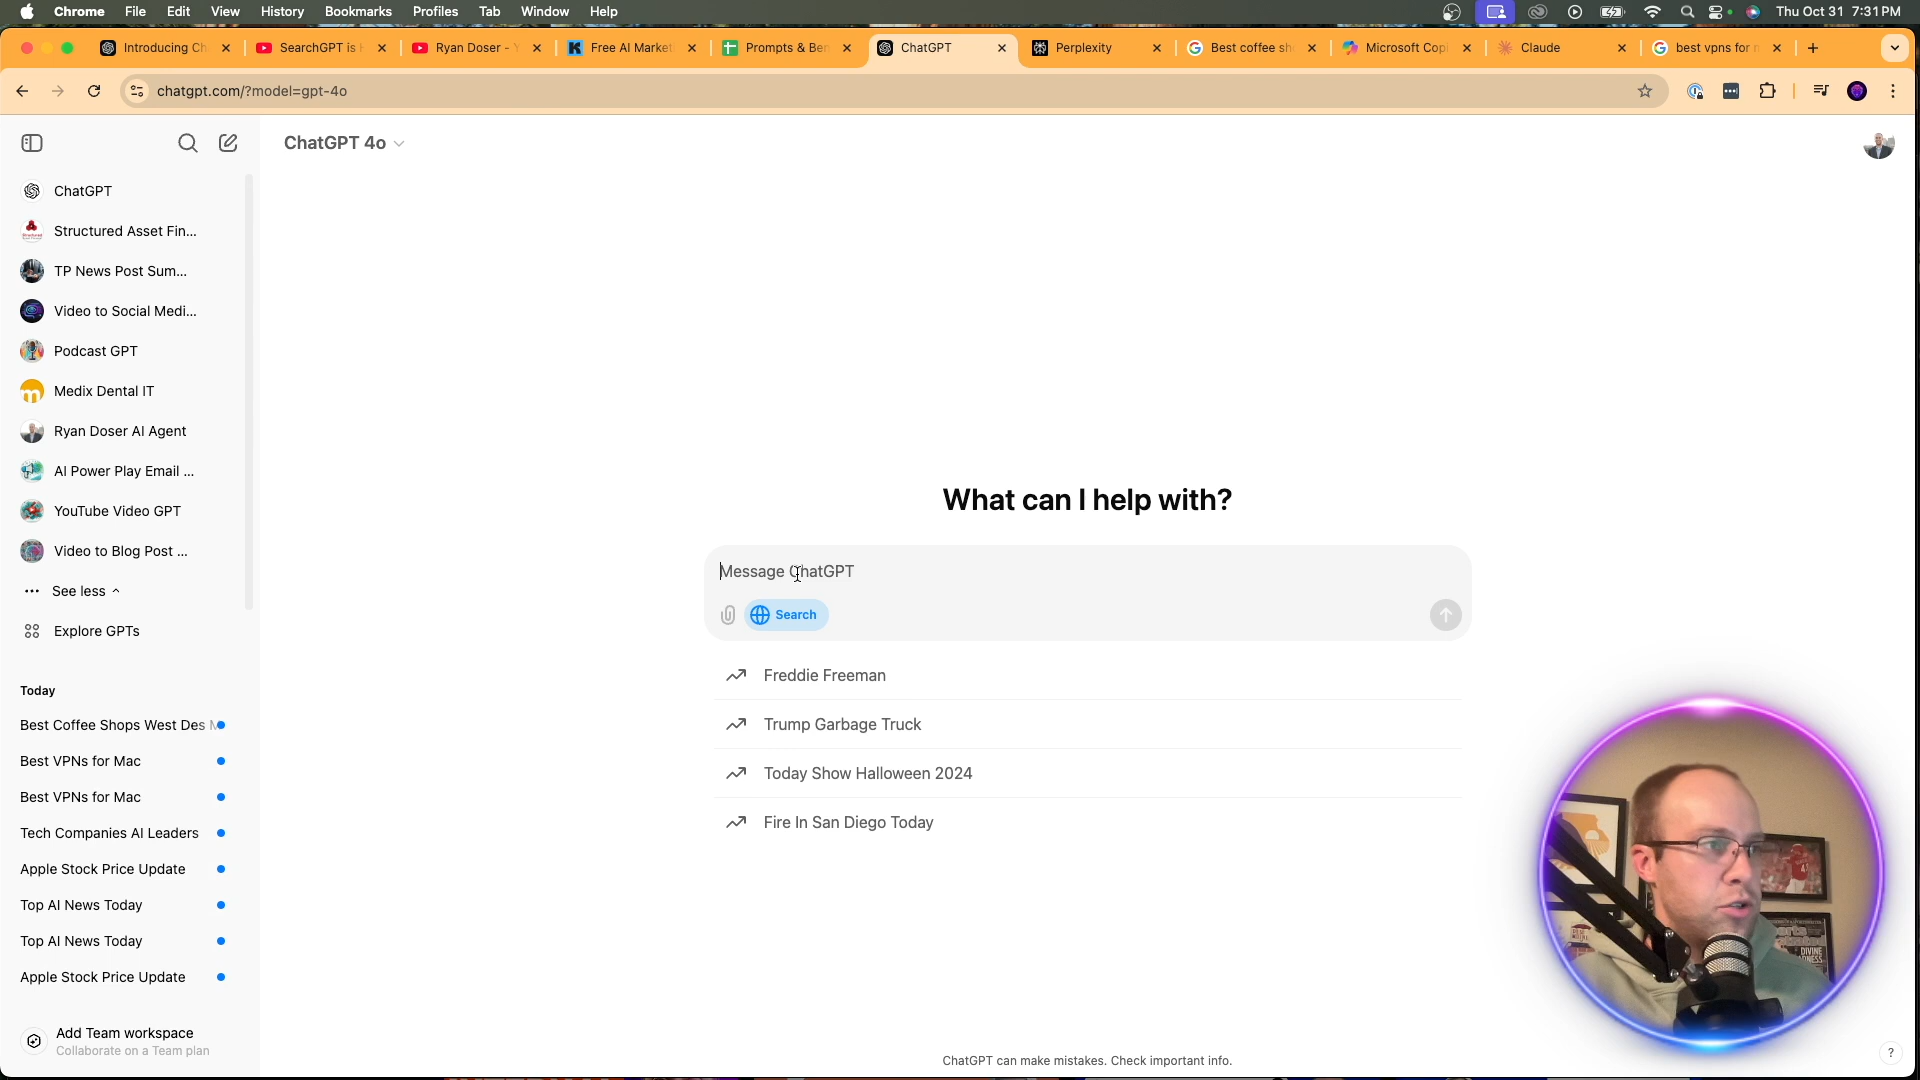 Chrome File Edit View History Bookmarks Profiles Tab Window Help Thu Oct 31 7:31 PM
Introducing Ch SearchGPT is Ryan Doser - Y Free AI Market Prompts & Ben ChatGPT Perplexity Best coffee sh Microsoft Copi Claude best vpns for m
chatgpt.com/?model=gpt-4o
ChatGPT 4o
ChatGPT
Structured Asset Fin...
TP News Post Sum...
Video to Social Medi...
Podcast GPT
Medix Dental IT
Ryan Doser AI Agent
AI Power Play Email ...
YouTube Video GPT
Video to Blog Post ...
See less
Explore GPTs
Today
Best Coffee Shops West Des M
Best VPNs for Mac
Best VPNs for Mac
Tech Companies AI Leaders
Apple Stock Price Update
Top AI News Today
Top AI News Today
Apple Stock Price Update
Add Team workspace
Collaborate on a Team plan
What can I help with?
Message ChatGPT
Search
Freddie Freeman
Trump Garbage Truck
Today Show Halloween 2024
Fire In San Diego Today
ChatGPT can make mistakes. Check important info.
?